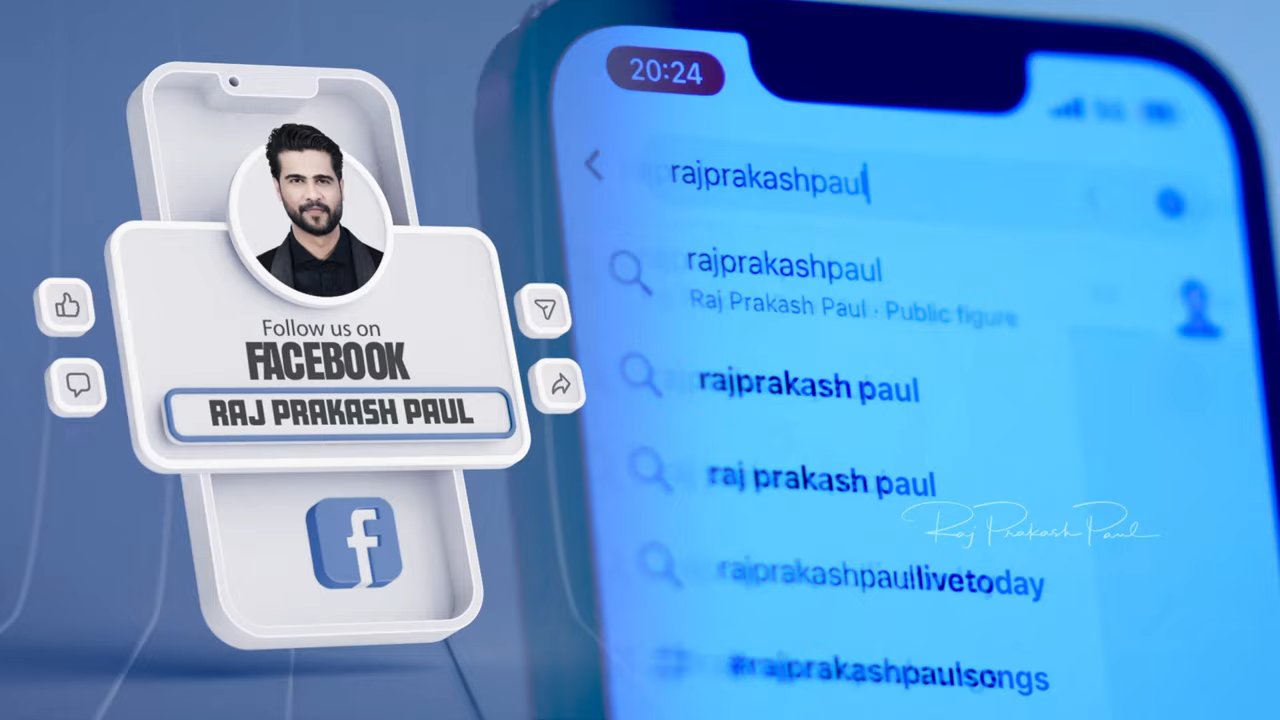 Follow us on
FACEBOOK
RAJ PRAKASH PAUL
f
20:24
rajprakashpaul
rajprakashpaul
Raj Prakash Paul · Public figure
rajprakash paul
raj prakash paul
Raj Prakash Paul
rajprakashpaullivetoday
#rajprakashpaulsongs